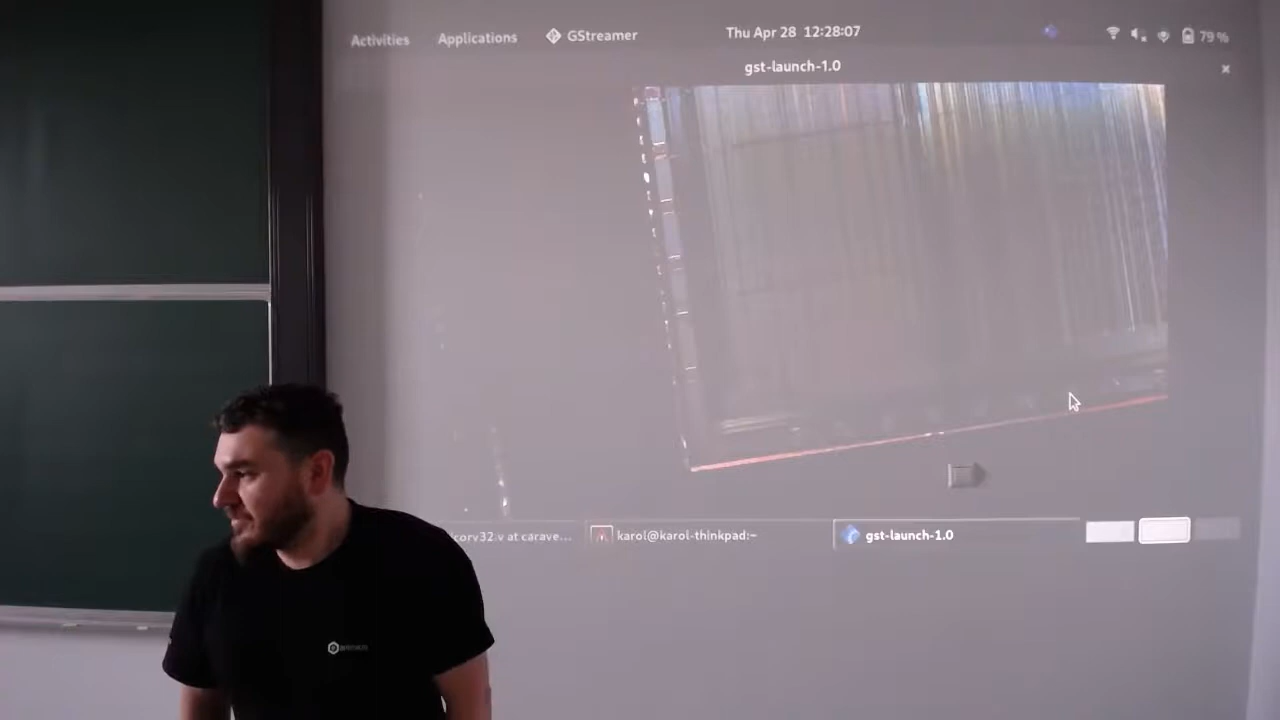 Activities Applications GStreamer Thu Apr 28 12:28:07 79 %
gst-launch-1.0
corv32.v at carave... karol@karol-thinkpad:~ gst-launch-1.0